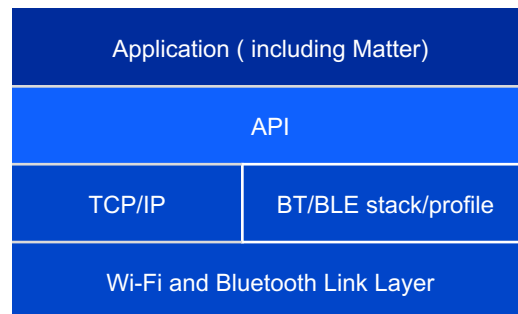 Application ( including Matter)
API
TCP/IP
BT/BLE stack/profile
Wi-Fi and Bluetooth Link Layer